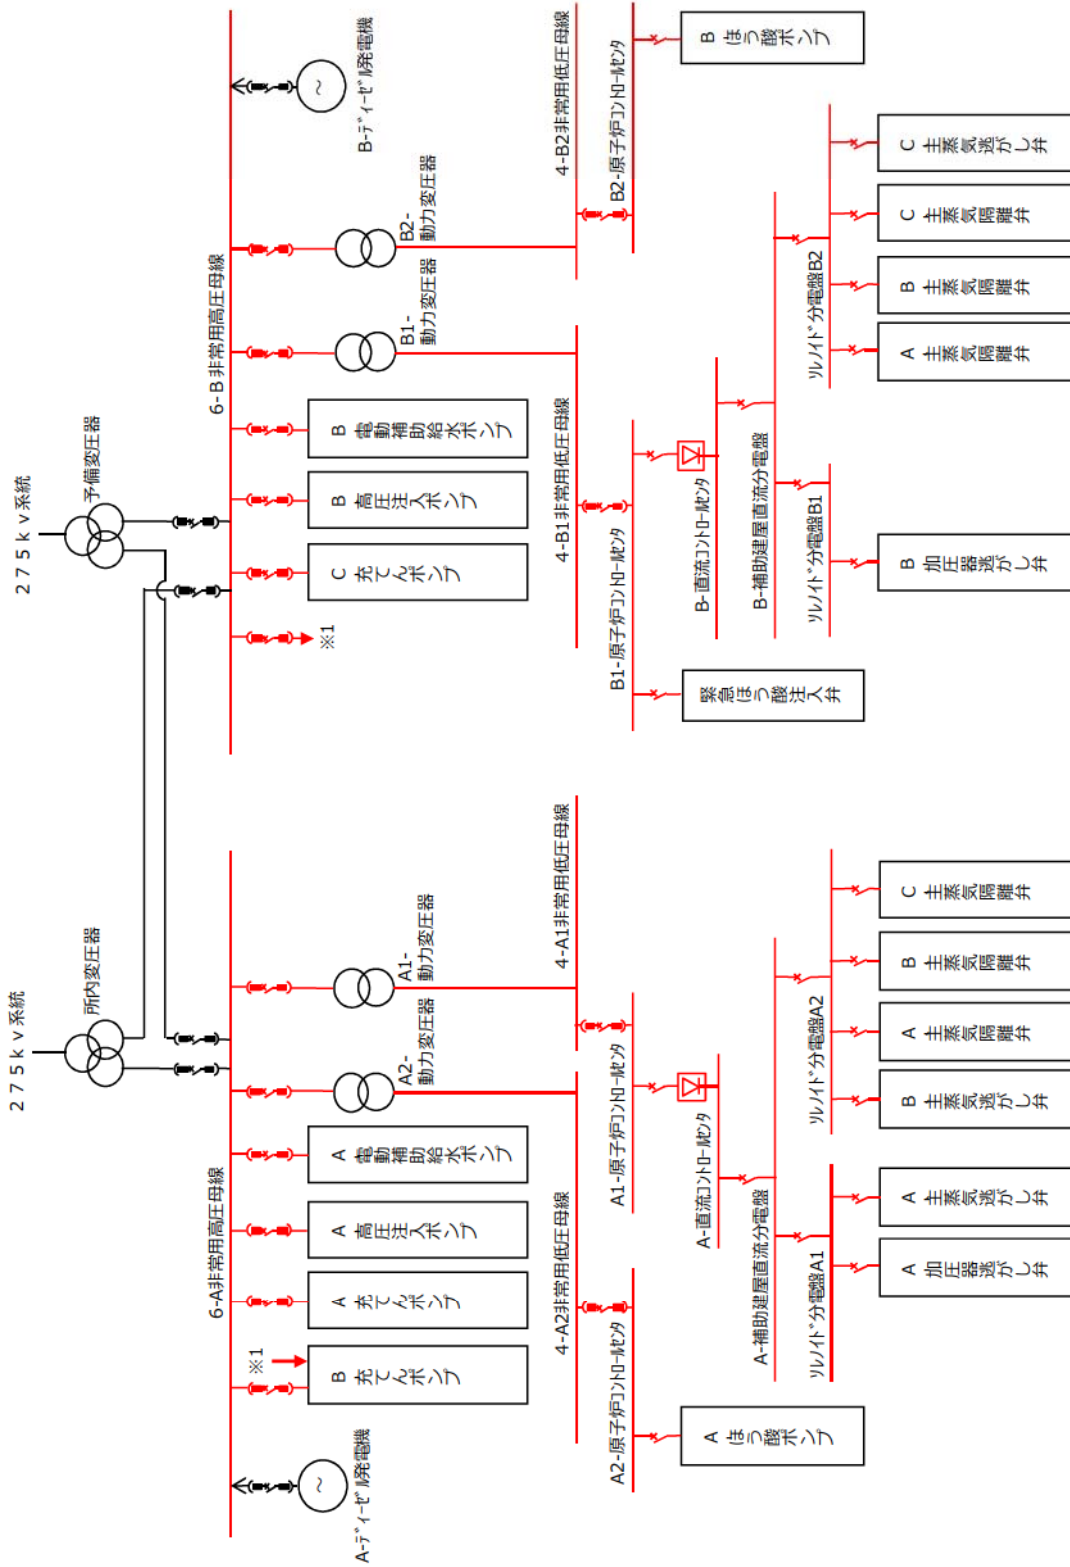 ２７５ｋｖ系統
所内変圧器
２７５ｋｖ系統
予備変圧器
6-A非常用高圧母線
6-Ｂ非常用高圧母線
A-ﾃﾞｨｰｾﾞﾙ発電機
※1
B 充てんポンプ
A 充てんポンプ
A 高圧注入ポンプ
A 電動補助給水ポンプ
A2-
動力変圧器
A1-
動力変圧器
※1
C 充てんポンプ
B 高圧注入ポンプ
B 電動補助給水ポンプ
B1-
動力変圧器
B2-
動力変圧器
B-ﾃﾞｨｰｾﾞﾙ発電機
4-A2非常用低圧母線
4-A1非常用低圧母線
4-B1非常用低圧母線
4-B2非常用低圧母線
A2-原子炉ｺﾝﾄﾛｰﾙｾﾝﾀ
A1-原子炉ｺﾝﾄﾛｰﾙｾﾝﾀ
B1-原子炉ｺﾝﾄﾛｰﾙｾﾝﾀ
B2-原子炉ｺﾝﾄﾛｰﾙｾﾝﾀ
A ほう酸ポンプ
緊急ほう酸注入弁
B ほう酸ポンプ
A-直流ｺﾝﾄﾛｰﾙｾﾝﾀ
B-直流ｺﾝﾄﾛｰﾙｾﾝﾀ
A-補助建屋直流分電盤
B-補助建屋直流分電盤
ｿﾚﾉｲﾄﾞ分電盤A1
ｿﾚﾉｲﾄﾞ分電盤A2
ｿﾚﾉｲﾄﾞ分電盤B1
ｿﾚﾉｲﾄﾞ分電盤B2
A 加圧器逃がし弁
A 主蒸気逃がし弁
B 主蒸気逃がし弁
A 主蒸気隔離弁
B 主蒸気隔離弁
C 主蒸気隔離弁
B 加圧器逃がし弁
A 主蒸気隔離弁
B 主蒸気隔離弁
C 主蒸気隔離弁
C 主蒸気逃がし弁